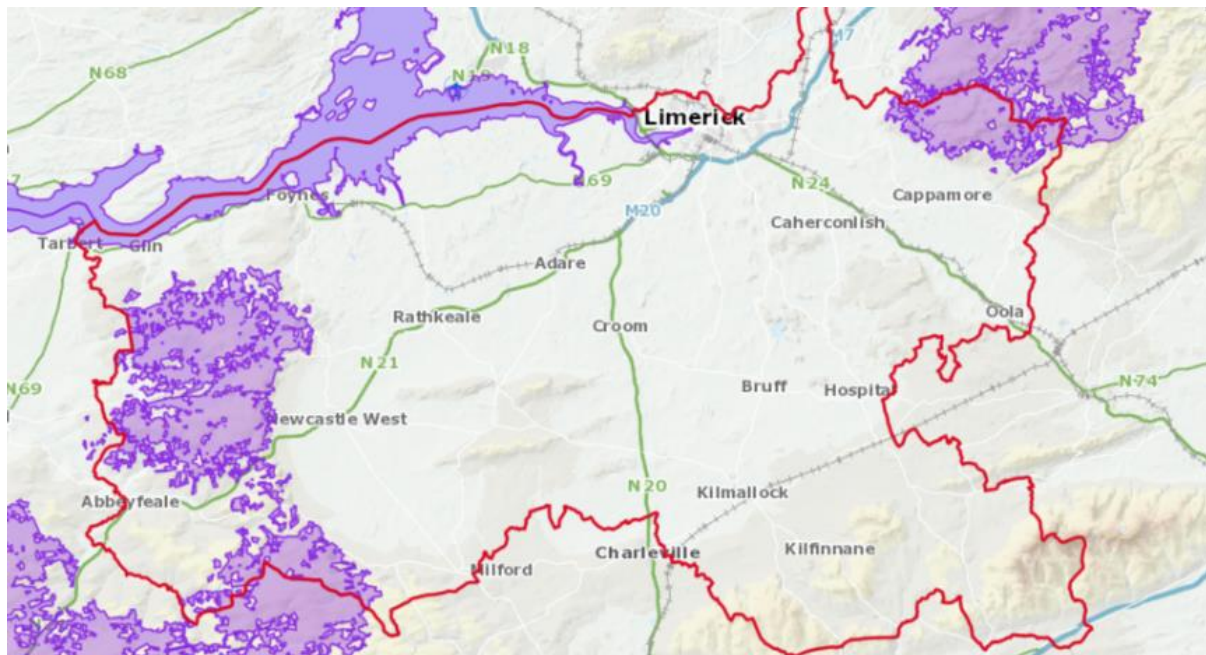 N18
M7
N68
N19
Limerick
N69
N24
Cappamore
Foynes
M20
Caherconlish
Tarbert
Glin
Adare
Oola
Rathkeale
Croom
N21
N69
Bruff
Hospital
N74
Newcastle West
N20
Kilmallock
Abbeyfeale
Charleville
Kilfinnane
Milford